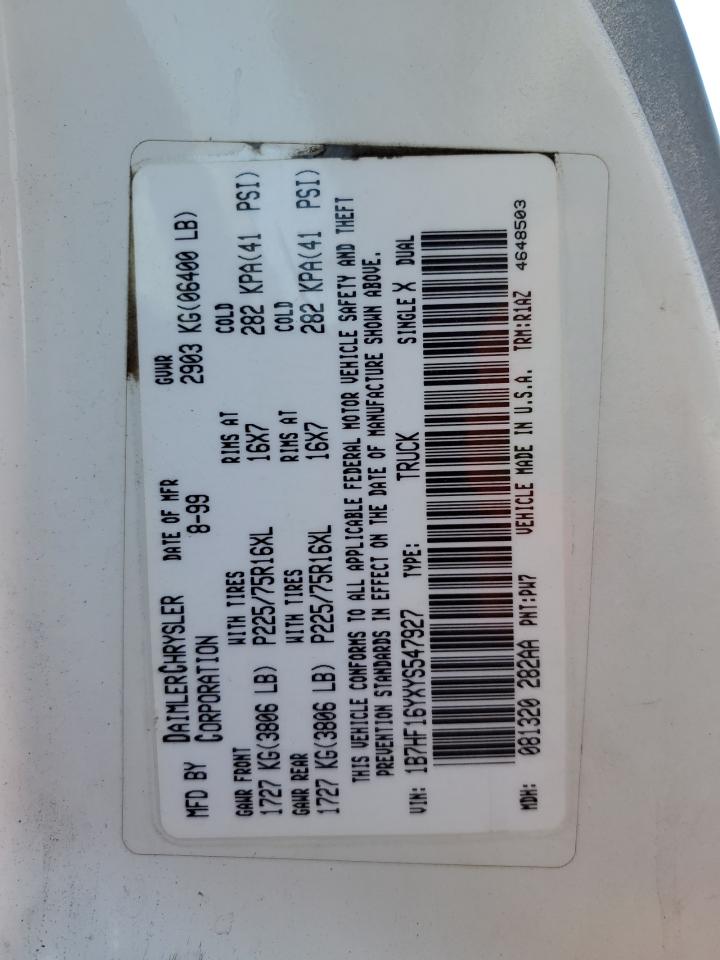 MFD BY DAIMLERCHRYSLER CORPORATION DATE OF MFR 8-99 GVWR 2903 KG(06400 LB)
GAWR FRONT WITH TIRES RIMS AT COLD
1727 KG(3806 LB) P225/75R16XL 16X7 282 KPA(41 PSI)
GAWR REAR WITH TIRES RIMS AT COLD
1727 KG(3806 LB) P225/75R16XL 16X7 282 KPA(41 PSI)
THIS VEHICLE CONFORMS TO ALL APPLICABLE FEDERAL MOTOR VEHICLE SAFETY AND THEFT
PREVENTION STANDARDS IN EFFECT ON THE DATE OF MANUFACTURE SHOWN ABOVE.
VIN: 1B7HF16YXYS547927 TYPE: TRUCK SINGLE X DUAL
MDH: 081320 282AA PNT:PW7 VEHICLE MADE IN U.S.A. TRM:R1AZ 4648503